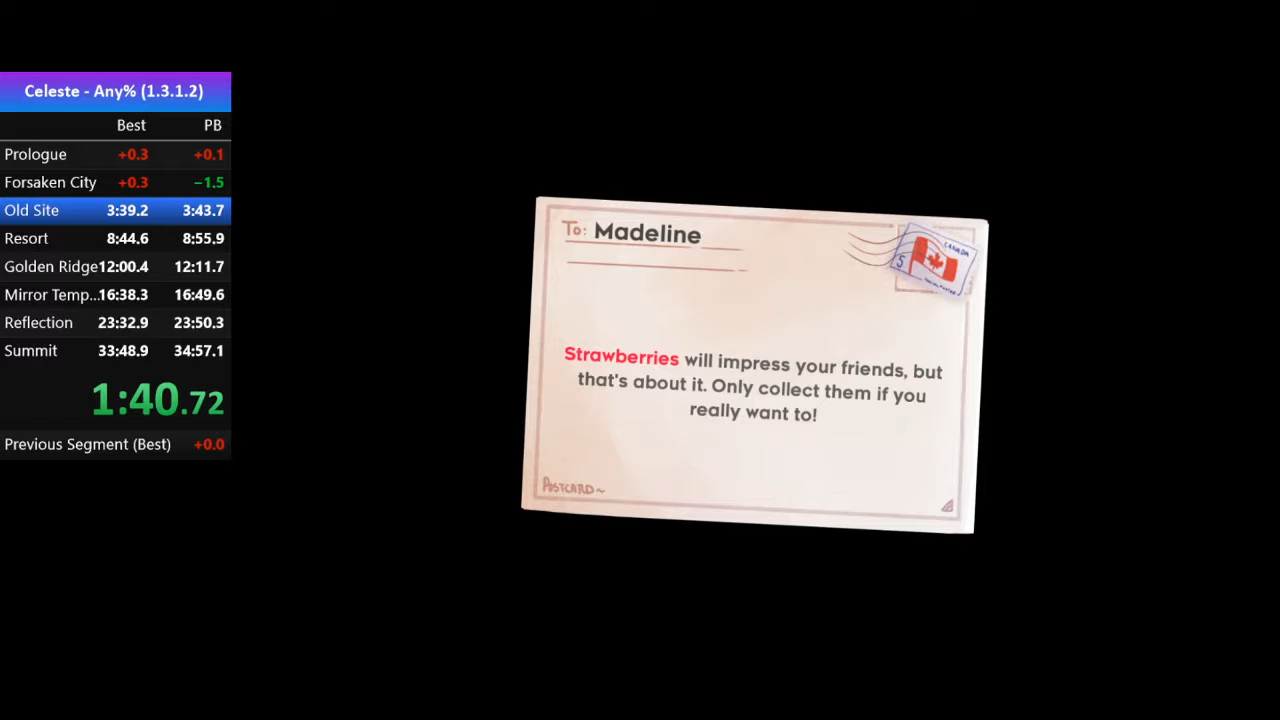 Celeste - Any% (1.3.1.2)
Best PB
Prologue +0.3 +0.1
Forsaken City +0.3 −1.5
Old Site 3:39.2 3:43.7
Resort 8:44.6 8:55.9
Golden Ridge 12:00.4 12:11.7
Mirror Temp... 16:38.3 16:49.6
Reflection 23:32.9 23:50.3
Summit 33:48.9 34:57.1
1:40.72
Previous Segment (Best) +0.0
To: Madeline
CANADA
5
Strawberries will impress your friends, but
that's about it. Only collect them if you
really want to!
POSTCARD~